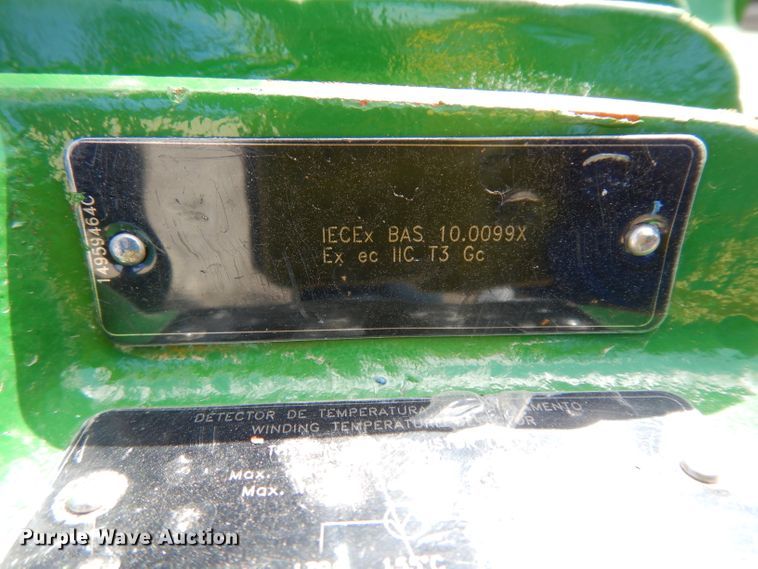 14959464C
IECEx BAS 10.0099X
Ex ec IIC T3 Gc
DETECTOR DE TEMPERATURA
WINDING TEMPERATURE
Max.
Max.
155°C
Purple Wave Auction